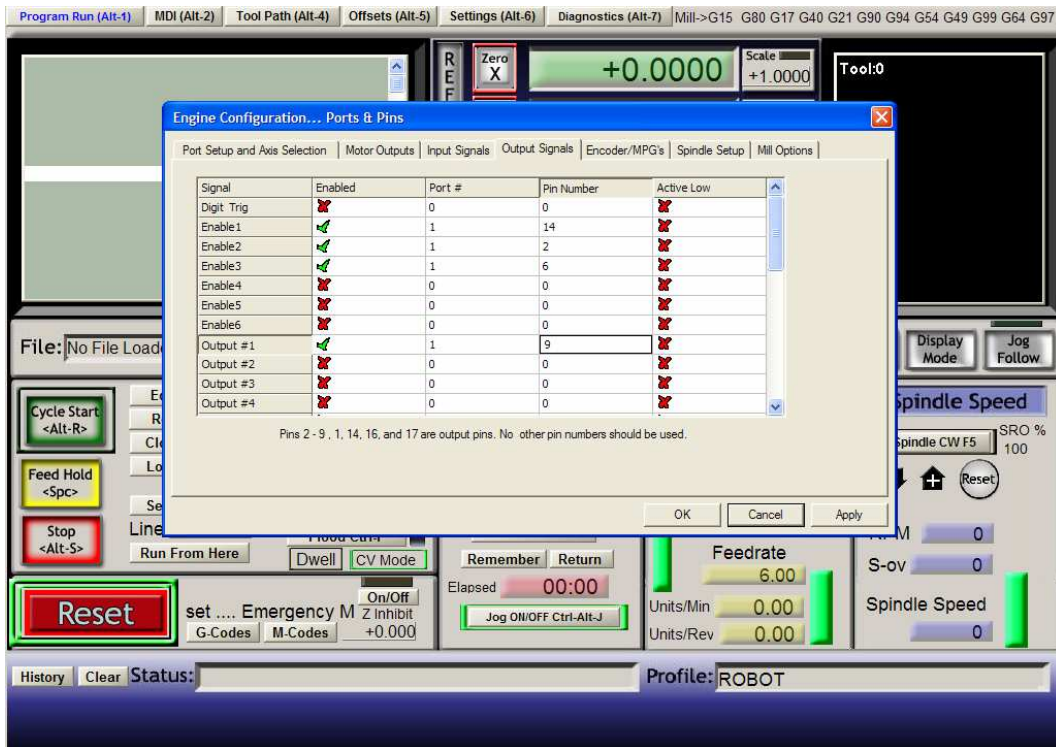 Program Run (Alt-1) MDI (Alt-2) Tool Path (Alt-4) Offsets (Alt-5) Settings (Alt-6) Diagnostics (Alt-7) Mill->G15 G80 G17 G40 G21 G90 G94 G54 G49 G99 G64 G97
REF
Zero X
+0.0000
Scale
+1.0000
Tool:0
Engine Configuration... Ports & Pins
Port Setup and Axis Selection Motor Outputs Input Signals Output Signals Encoder/MPG's Spindle Setup Mill Options
Signal Enabled Port # Pin Number Active Low
Digit Trig 0 0
Enable1 1 14
Enable2 1 2
Enable3 1 6
Enable4 0 0
Enable5 0 0
Enable6 0 0
Output #1 1 9
Output #2 0 0
Output #3 0 0
Output #4 0 0
Pins 2 - 9 , 1, 14, 16, and 17 are output pins. No other pin numbers should be used.
OK Cancel Apply
File: No File Load
Display Mode
Jog Follow
Cycle Start
<Alt-R>
Feed Hold
<Spc>
Stop
<Alt-S>
Ed
R
Clo
Lo
Se
Line
Run From Here
Dwell CV Mode
Reset
set .... Emergency M
G-Codes M-Codes
On/Off
Z Inhibit
+0.000
Remember Return
Elapsed 00:00
Jog ON/OFF Ctrl-Alt-J
Feedrate
6.00
Units/Min 0.00
Units/Rev 0.00
Spindle Speed
Spindle CW F5
SRO %
100
Reset
0
S-ov 0
Spindle Speed
0
History Clear Status:
Profile: ROBOT